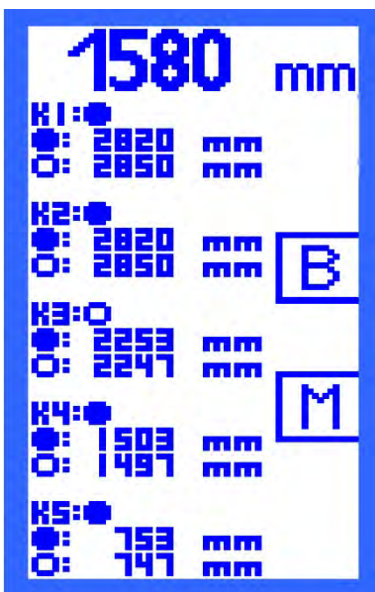 1580 mm
K1:●
●: 2820 mm
○: 2850 mm
K2:●
●: 2820 mm
○: 2850 mm
B
K3:○
●: 2253 mm
○: 2247 mm
M
K4:●
●: 1503 mm
○: 1497 mm
K5:●
●: 753 mm
○: 747 mm